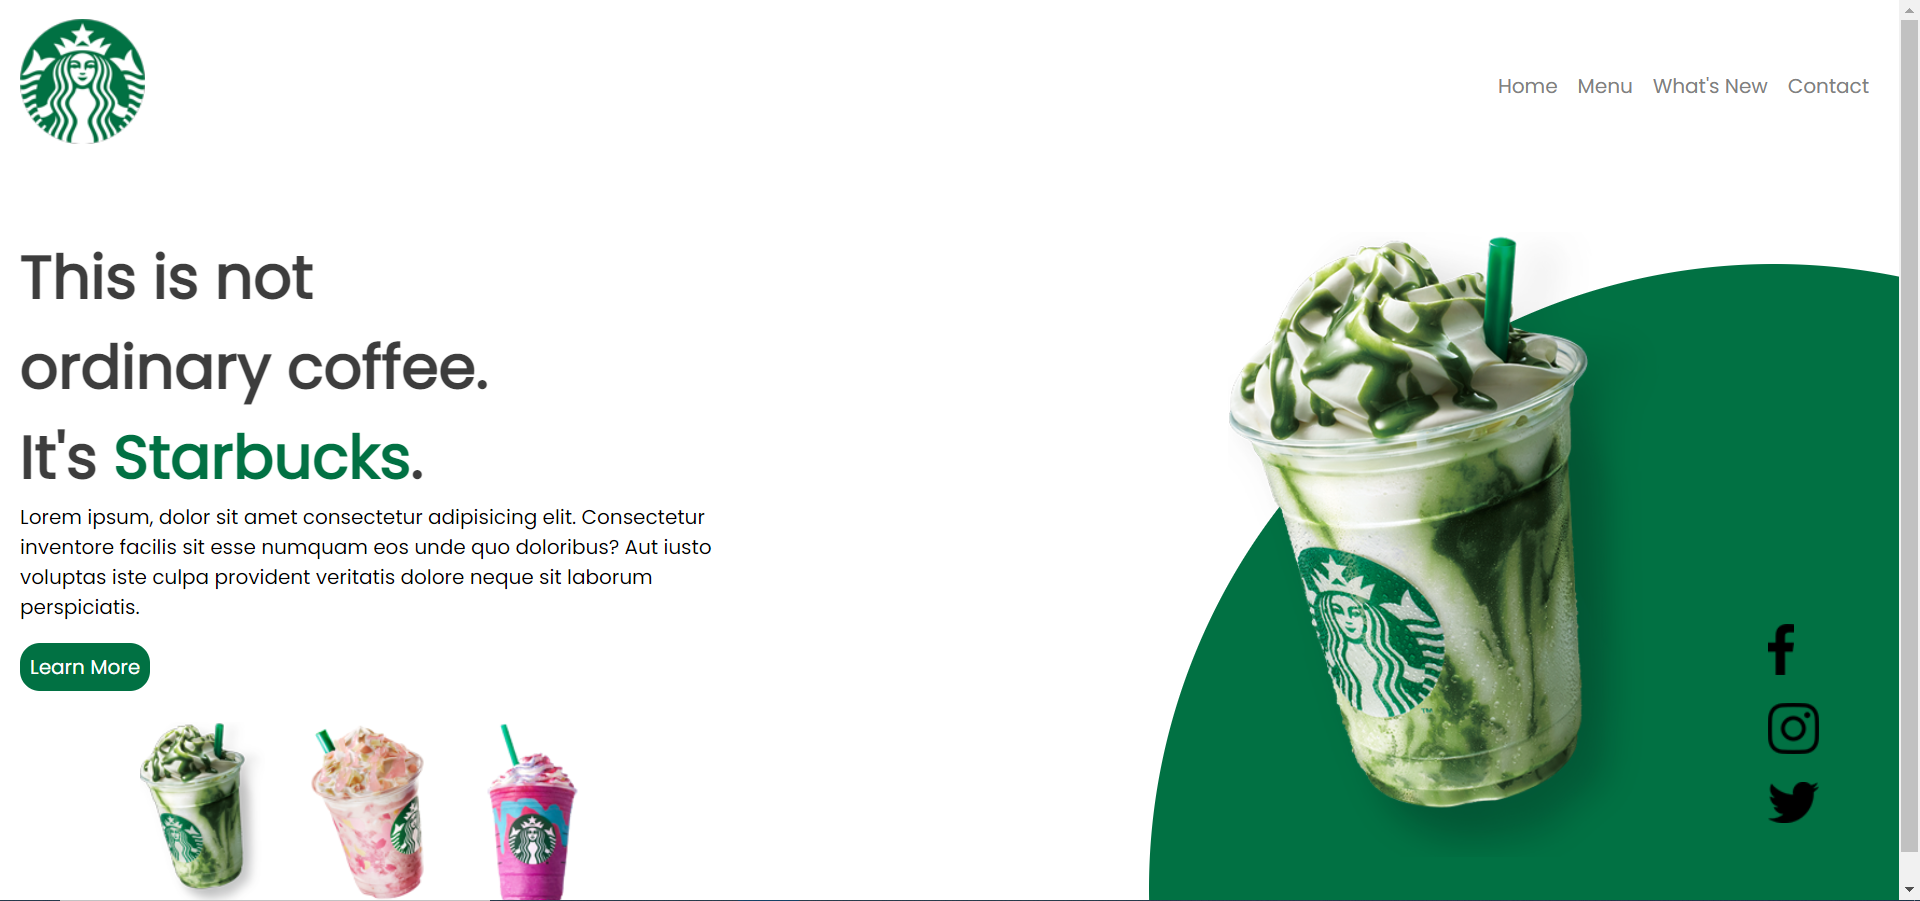 Home Menu What's New Contact
This is not
ordinary coffee.
It's Starbucks.
Lorem ipsum, dolor sit amet consectetur adipisicing elit. Consectetur
inventore facilis sit esse numquam eos unde quo doloribus? Aut iusto
voluptas iste culpa provident veritatis dolore neque sit laborum
perspiciatis.
Learn More
TM